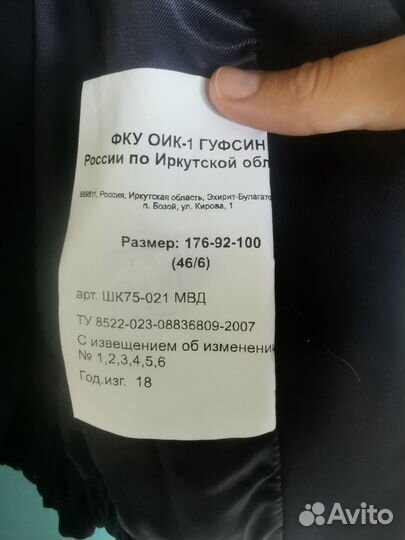 ФКУ ОИК-1 ГУФСИН
России по Иркутской обл
669511, Россия, Иркутская область, Эхирит-Булагатс
п. Бозой, ул. Кирова, 1
Размер: 176-92-100
(46/6)
арт. ШК75-021 МВД
ТУ 8522-023-08836809-2007
С извещением об изменени
№ 1,2,3,4,5,6
Год.изг. 18
Avito